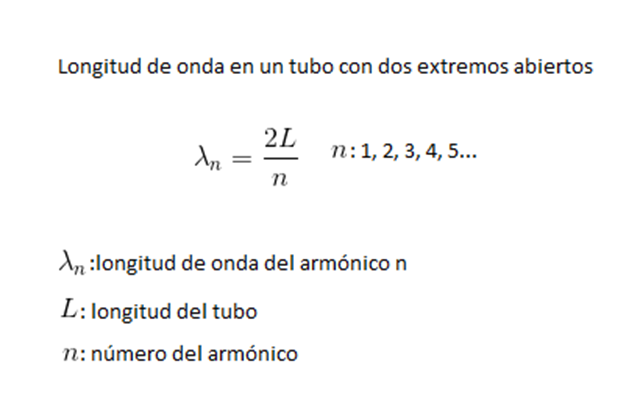 Longitud de onda en un tubo con dos extremos abiertos
λₙ = 2L/n    n: 1, 2, 3, 4, 5...
λₙ :longitud de onda del armónico n
L: longitud del tubo
n: número del armónico